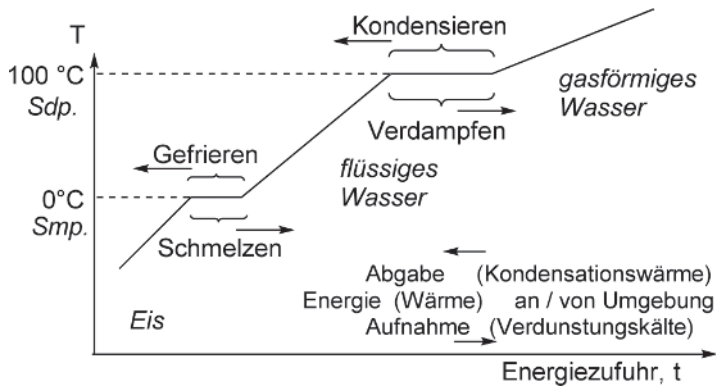 T
Kondensieren
100 °C
Sdp.
gasförmiges
Wasser
Verdampfen
Gefrieren
flüssiges
Wasser
0°C
Smp.
Schmelzen
Abgabe (Kondensationswärme)
Energie (Wärme) an / von Umgebung
Aufnahme (Verdunstungskälte)
Eis
Energiezufuhr, t